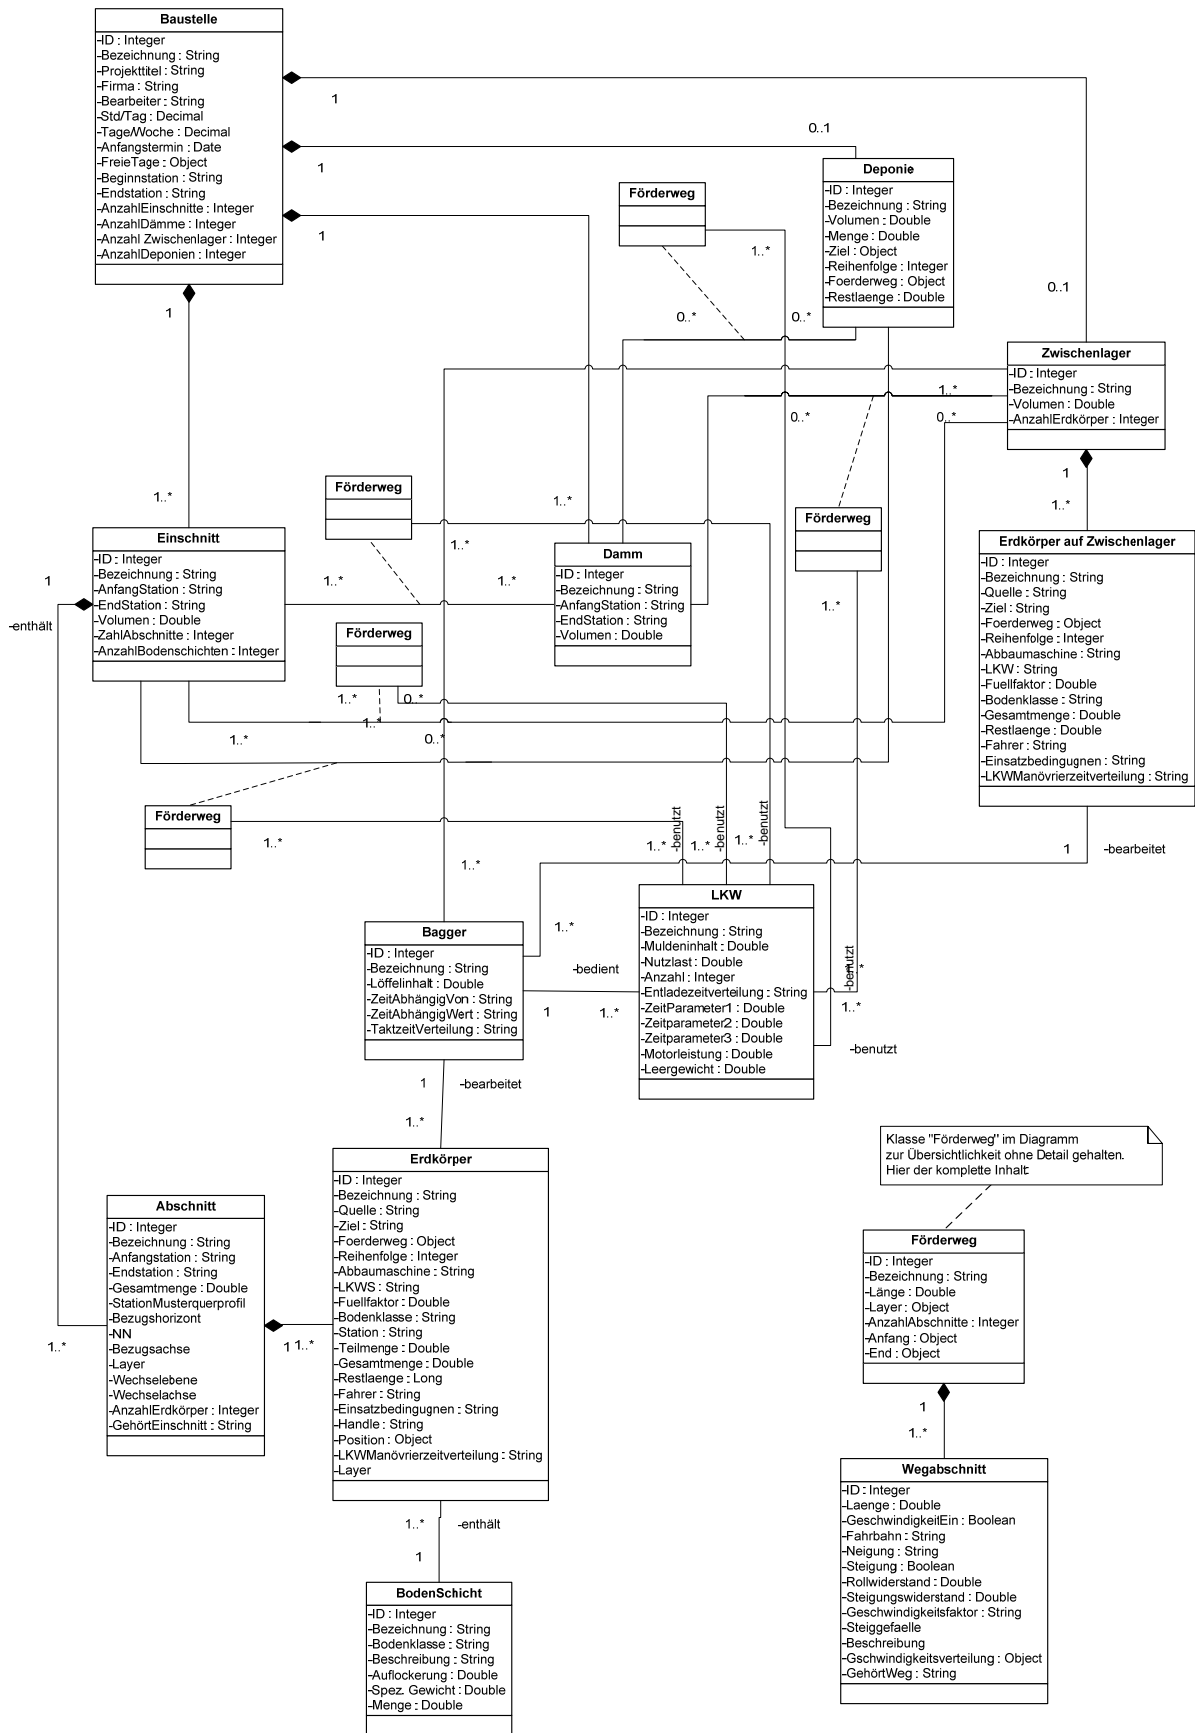 Baustelle
-ID : Integer
-Bezeichnung : String
-Projekttitel : String
-Firma : String
-Bearbeiter : String
-Std/Tag : Decimal
-Tage/Woche : Decimal
-Anfangstermin : Date
-FreieTage : Object
-Beginnstation : String
-Endstation : String
-AnzahlEinschnitte : Integer
-AnzahlDämme : Integer
-Anzahl Zwischenlager : Integer
-AnzahlDeponien : Integer
1
0..1
1
1
1
Deponie
-ID : Integer
-Bezeichnung : String
-Volumen : Double
-Menge : Double
-Ziel : Object
-Reihenfolge : Integer
-Foerderweg : Object
-Restlaenge : Double
Förderweg
1..*
0..1
0..*
0..*
Zwischenlager
-ID : Integer
-Bezeichnung : String
-Volumen : Double
-AnzahlErdkörper : Integer
1..*
0..*
0..*
1
1..*
Förderweg
1..*
1..*
Förderweg
1..*
Einschnitt
-ID : Integer
-Bezeichnung : String
-AnfangStation : String
-EndStation : String
-Volumen : Double
-ZahlAbschnitte : Integer
-AnzahlBodenschichten : Integer
1
-enthält
1..*
1..*
Damm
-ID : Integer
-Bezeichnung : String
-AnfangStation : String
-EndStation : String
-Volumen : Double
1..*
Erdkörper auf Zwischenlager
-ID : Integer
-Bezeichnung : String
-Quelle : String
-Ziel : String
-Foerderweg : Object
-Reihenfolge : Integer
-Abbaumaschine : String
-LKW : String
-Fuellfaktor : Double
-Bodenklasse : String
-Gesamtmenge : Double
-Restlaenge : Double
-Fahrer : String
-Einsatzbedingugnen : String
-LKWManövrierzeitverteilung : String
Förderweg
1..*
0..*
1..*
1..*
0..*
Förderweg
1..*
-benutzt
-benutzt
-benutzt
1..*
1..*
1..*
1
-bearbeitet
1..*
1..*
Bagger
-ID : Integer
-Bezeichnung : String
-Löffelinhalt : Double
-ZeitAbhängigVon : String
-ZeitAbhängigWert : String
-TaktzeitVerteilung : String
-bedient
1
1..*
LKW
-ID : Integer
-Bezeichnung : String
-Muldeninhalt : Double
-Nutzlast : Double
-Anzahl : Integer
-Entladezeitverteilung : String
-ZeitParameter1 : Double
-Zeitparameter2 : Double
-Zeitparameter3 : Double
-Motorleistung : Double
-Leergewicht : Double
-benutzt
1..*
1..*
-benutzt
1
-bearbeitet
1..*
Klasse "Förderweg" im Diagramm
zur Übersichtlichkeit ohne Detail gehalten.
Hier der komplette Inhalt:
Erdkörper
-ID : Integer
-Bezeichnung : String
-Quelle : String
-Ziel : String
-Foerderweg : Object
-Reihenfolge : Integer
-Abbaumaschine : String
-LKWS : String
-Fuellfaktor : Double
-Bodenklasse : String
-Station : String
-Teilmenge : Double
-Gesamtmenge : Double
-Restlaenge : Long
-Fahrer : String
-Einsatzbedingugnen : String
-Handle : String
-Position : Object
-LKWManövrierzeitverteilung : String
-Layer
Abschnitt
-ID : Integer
-Bezeichnung : String
-Anfangstation : String
-Endstation : String
-Gesamtmenge : Double
-StationMusterquerprofil
-Bezugshorizont
-NN
-Bezugsachse
-Layer
-Wechselebene
-Wechselachse
-AnzahlErdkörper : Integer
-GehörtEinschnitt : String
1..*
1
1..*
Förderweg
-ID : Integer
-Bezeichnung : String
-Länge : Double
-Layer : Object
-AnzahlAbschnitte : Integer
-Anfang : Object
-End : Object
1
1..*
Wegabschnitt
-ID : Integer
-Laenge : Double
-GeschwindigkeitEin : Boolean
-Fahrbahn : String
-Neigung : String
-Steigung : Boolean
-Rollwiderstand : Double
-Steigungswiderstand : Double
-Geschwindigkeitsfaktor : String
-Steiggefaelle
-Beschreibung
-Gschwindigkeitsverteilung : Object
-GehörtWeg : String
1..*
-enthält
1
BodenSchicht
-ID : Integer
-Bezeichnung : String
-Bodenklasse : String
-Beschreibung : String
-Auflockerung : Double
-Spez. Gewicht : Double
-Menge : Double